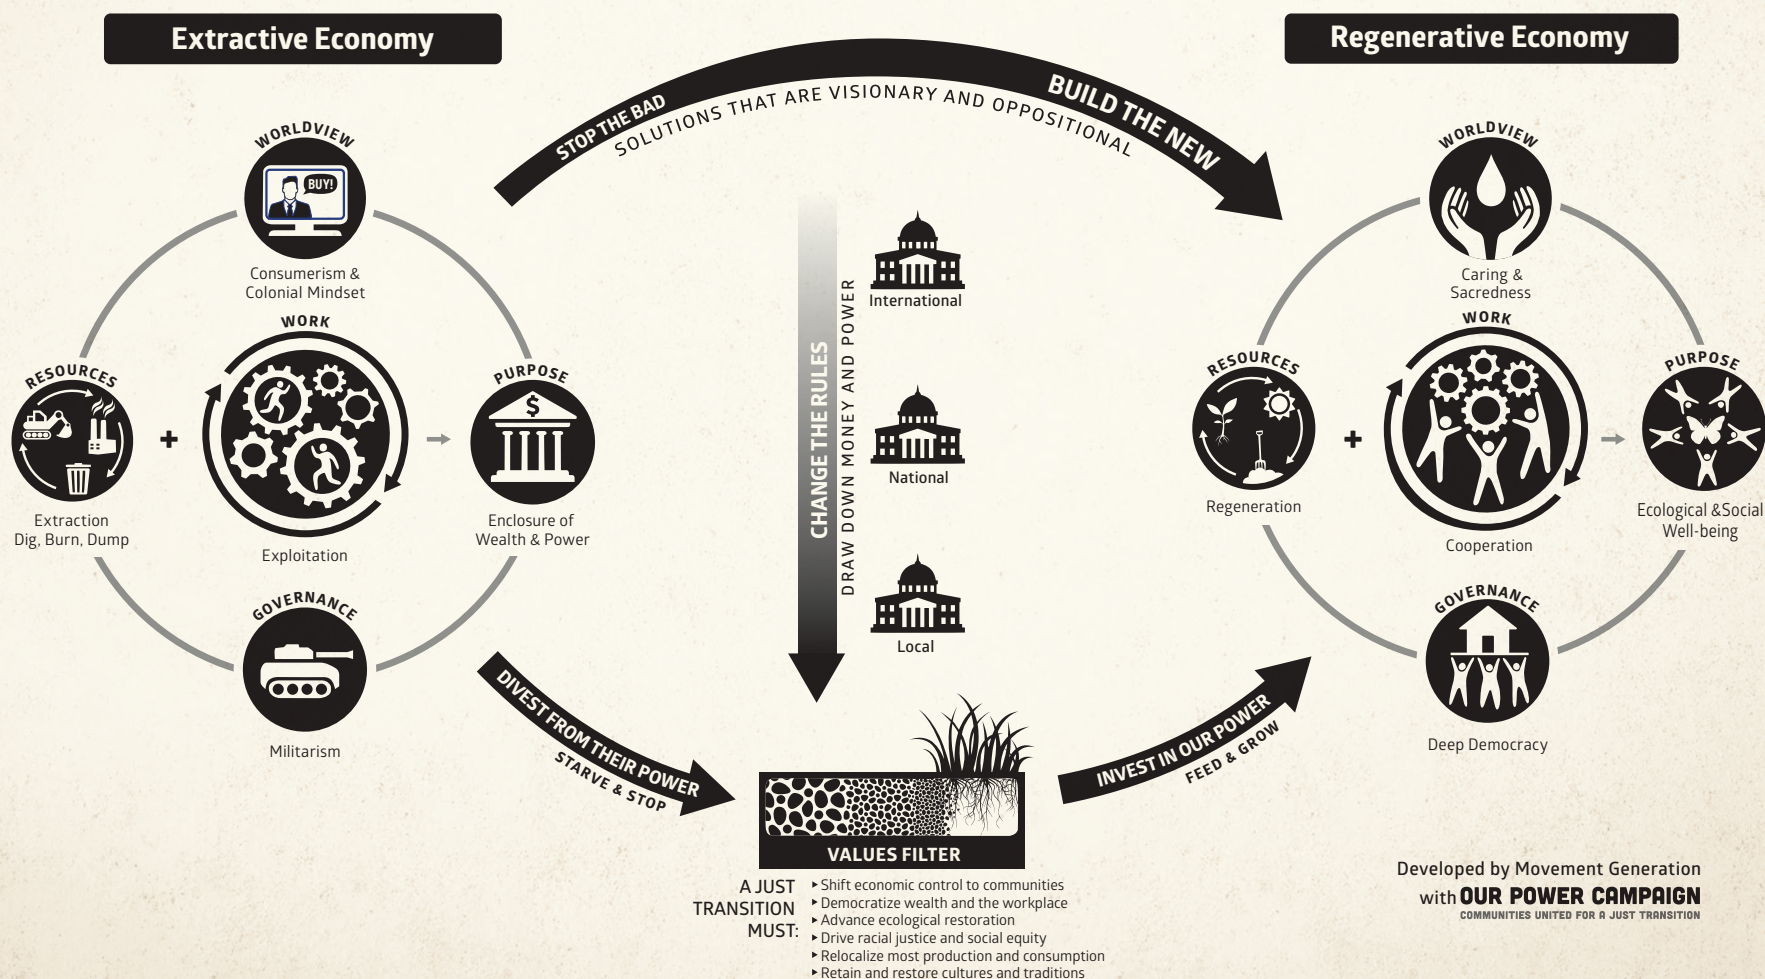 Extractive Economy
Regenerative Economy
STOP THE BAD
BUILD THE NEW
SOLUTIONS THAT ARE VISIONARY AND OPPOSITIONAL
WORLDVIEW
BUY!
Consumerism &
Colonial Mindset
RESOURCES
Extraction
Dig, Burn, Dump
+
WORK
Exploitation
PURPOSE
$
Enclosure of
Wealth & Power
GOVERNANCE
Militarism
CHANGE THE RULES
DRAW DOWN MONEY AND POWER
International
National
Local
WORLDVIEW
Caring &
Sacredness
RESOURCES
Regeneration
+
WORK
Cooperation
PURPOSE
Ecological &Social
Well-being
GOVERNANCE
Deep Democracy
DIVEST FROM THEIR POWER
STARVE & STOP
INVEST IN OUR POWER
FEED & GROW
VALUES FILTER
A JUST
TRANSITION
MUST:
Shift economic control to communities
Democratize wealth and the workplace
Advance ecological restoration
Drive racial justice and social equity
Relocalize most production and consumption
Retain and restore cultures and traditions
Developed by Movement Generation
with OUR POWER CAMPAIGN
COMMUNITIES UNITED FOR A JUST TRANSITION